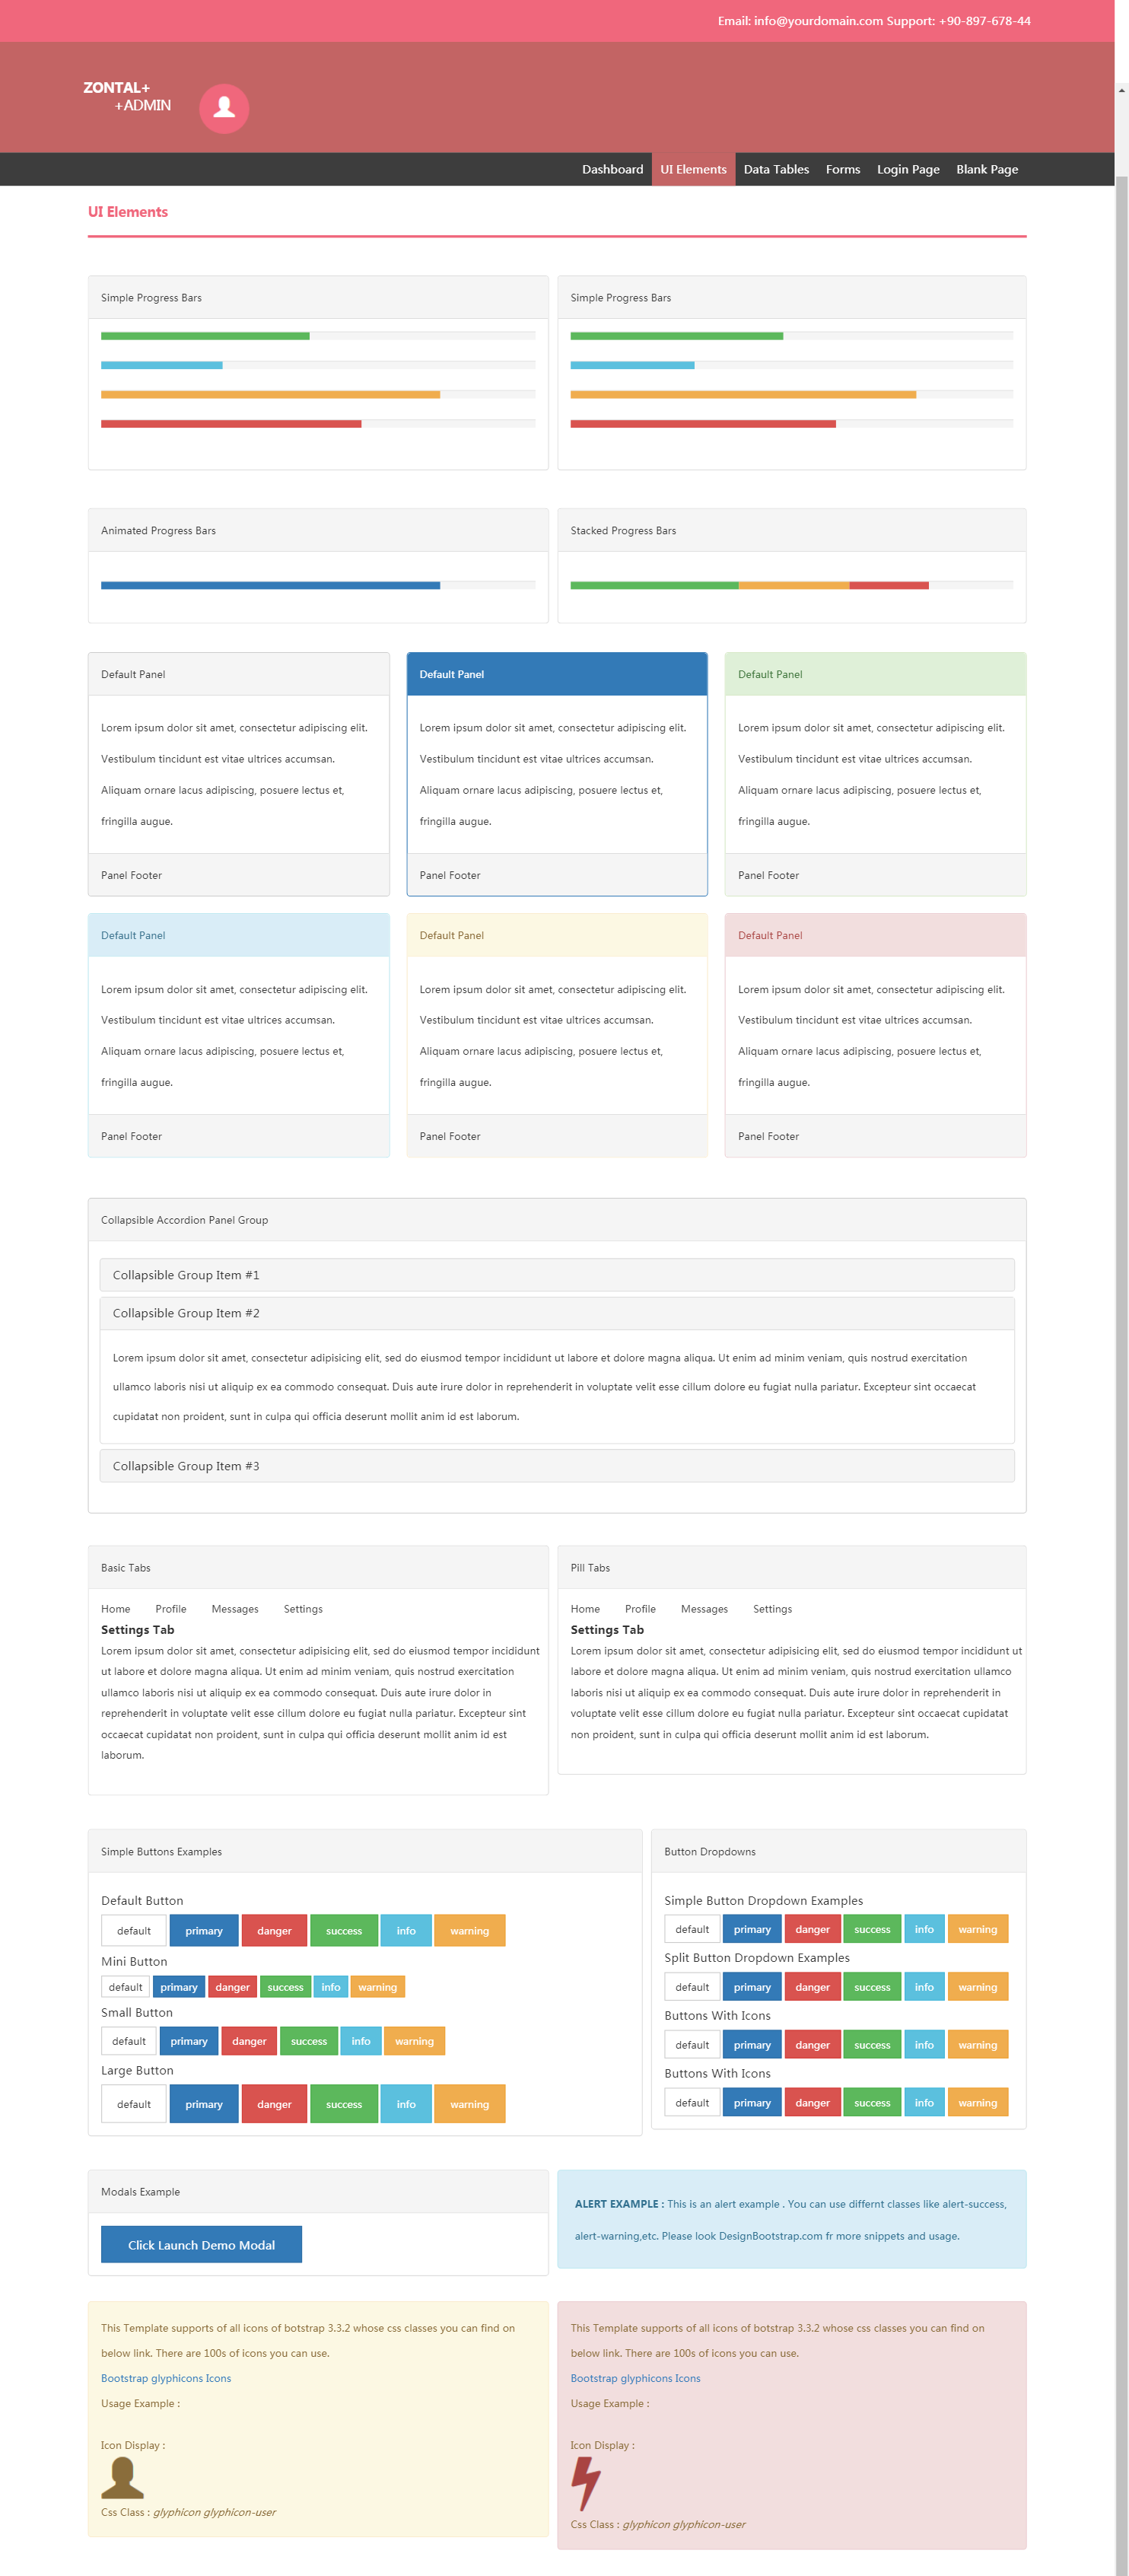 Email: info@yourdomain.com Support: +90-897-678-44
ZONTAL+
+ADMIN
Dashboard UI Elements Data Tables Forms Login Page Blank Page
UI Elements
Simple Progress Bars
Simple Progress Bars
Animated Progress Bars
Stacked Progress Bars
Default Panel
Lorem ipsum dolor sit amet, consectetur adipiscing elit.
Vestibulum tincidunt est vitae ultrices accumsan.
Aliquam ornare lacus adipiscing, posuere lectus et,
fringilla augue.
Panel Footer
Default Panel
Lorem ipsum dolor sit amet, consectetur adipiscing elit.
Vestibulum tincidunt est vitae ultrices accumsan.
Aliquam ornare lacus adipiscing, posuere lectus et,
fringilla augue.
Panel Footer
Default Panel
Lorem ipsum dolor sit amet, consectetur adipiscing elit.
Vestibulum tincidunt est vitae ultrices accumsan.
Aliquam ornare lacus adipiscing, posuere lectus et,
fringilla augue.
Panel Footer
Default Panel
Lorem ipsum dolor sit amet, consectetur adipiscing elit.
Vestibulum tincidunt est vitae ultrices accumsan.
Aliquam ornare lacus adipiscing, posuere lectus et,
fringilla augue.
Panel Footer
Default Panel
Lorem ipsum dolor sit amet, consectetur adipiscing elit.
Vestibulum tincidunt est vitae ultrices accumsan.
Aliquam ornare lacus adipiscing, posuere lectus et,
fringilla augue.
Panel Footer
Default Panel
Lorem ipsum dolor sit amet, consectetur adipiscing elit.
Vestibulum tincidunt est vitae ultrices accumsan.
Aliquam ornare lacus adipiscing, posuere lectus et,
fringilla augue.
Panel Footer
Collapsible Accordion Panel Group
Collapsible Group Item #1
Collapsible Group Item #2
Lorem ipsum dolor sit amet, consectetur adipisicing elit, sed do eiusmod tempor incididunt ut labore et dolore magna aliqua. Ut enim ad minim veniam, quis nostrud exercitation
ullamco laboris nisi ut aliquip ex ea commodo consequat. Duis aute irure dolor in reprehenderit in voluptate velit esse cillum dolore eu fugiat nulla pariatur. Excepteur sint occaecat
cupidatat non proident, sunt in culpa qui officia deserunt mollit anim id est laborum.
Collapsible Group Item #3
Basic Tabs
Home Profile Messages Settings
Settings Tab
Lorem ipsum dolor sit amet, consectetur adipisicing elit, sed do eiusmod tempor incididunt
ut labore et dolore magna aliqua. Ut enim ad minim veniam, quis nostrud exercitation
ullamco laboris nisi ut aliquip ex ea commodo consequat. Duis aute irure dolor in
reprehenderit in voluptate velit esse cillum dolore eu fugiat nulla pariatur. Excepteur sint
occaecat cupidatat non proident, sunt in culpa qui officia deserunt mollit anim id est
laborum.
Pill Tabs
Home Profile Messages Settings
Settings Tab
Lorem ipsum dolor sit amet, consectetur adipisicing elit, sed do eiusmod tempor incididunt ut
labore et dolore magna aliqua. Ut enim ad minim veniam, quis nostrud exercitation ullamco
laboris nisi ut aliquip ex ea commodo consequat. Duis aute irure dolor in reprehenderit in
voluptate velit esse cillum dolore eu fugiat nulla pariatur. Excepteur sint occaecat cupidatat
non proident, sunt in culpa qui officia deserunt mollit anim id est laborum.
Simple Buttons Examples
Default Button
default primary danger success info warning
Mini Button
default primary danger success info warning
Small Button
default primary danger success info warning
Large Button
default primary danger success info warning
Button Dropdowns
Simple Button Dropdown Examples
default primary danger success info warning
Split Button Dropdown Examples
default primary danger success info warning
Buttons With Icons
default primary danger success info warning
Buttons With Icons
default primary danger success info warning
Modals Example
Click Launch Demo Modal
ALERT EXAMPLE : This is an alert example . You can use differnt classes like alert-success,
alert-warning,etc. Please look DesignBootstrap.com fr more snippets and usage.
This Template supports of all icons of botstrap 3.3.2 whose css classes you can find on
below link. There are 100s of icons you can use.
Bootstrap glyphicons Icons
Usage Example :
Icon Display :
Css Class : glyphicon glyphicon-user
This Template supports of all icons of botstrap 3.3.2 whose css classes you can find on
below link. There are 100s of icons you can use.
Bootstrap glyphicons Icons
Usage Example :
Icon Display :
Css Class : glyphicon glyphicon-user